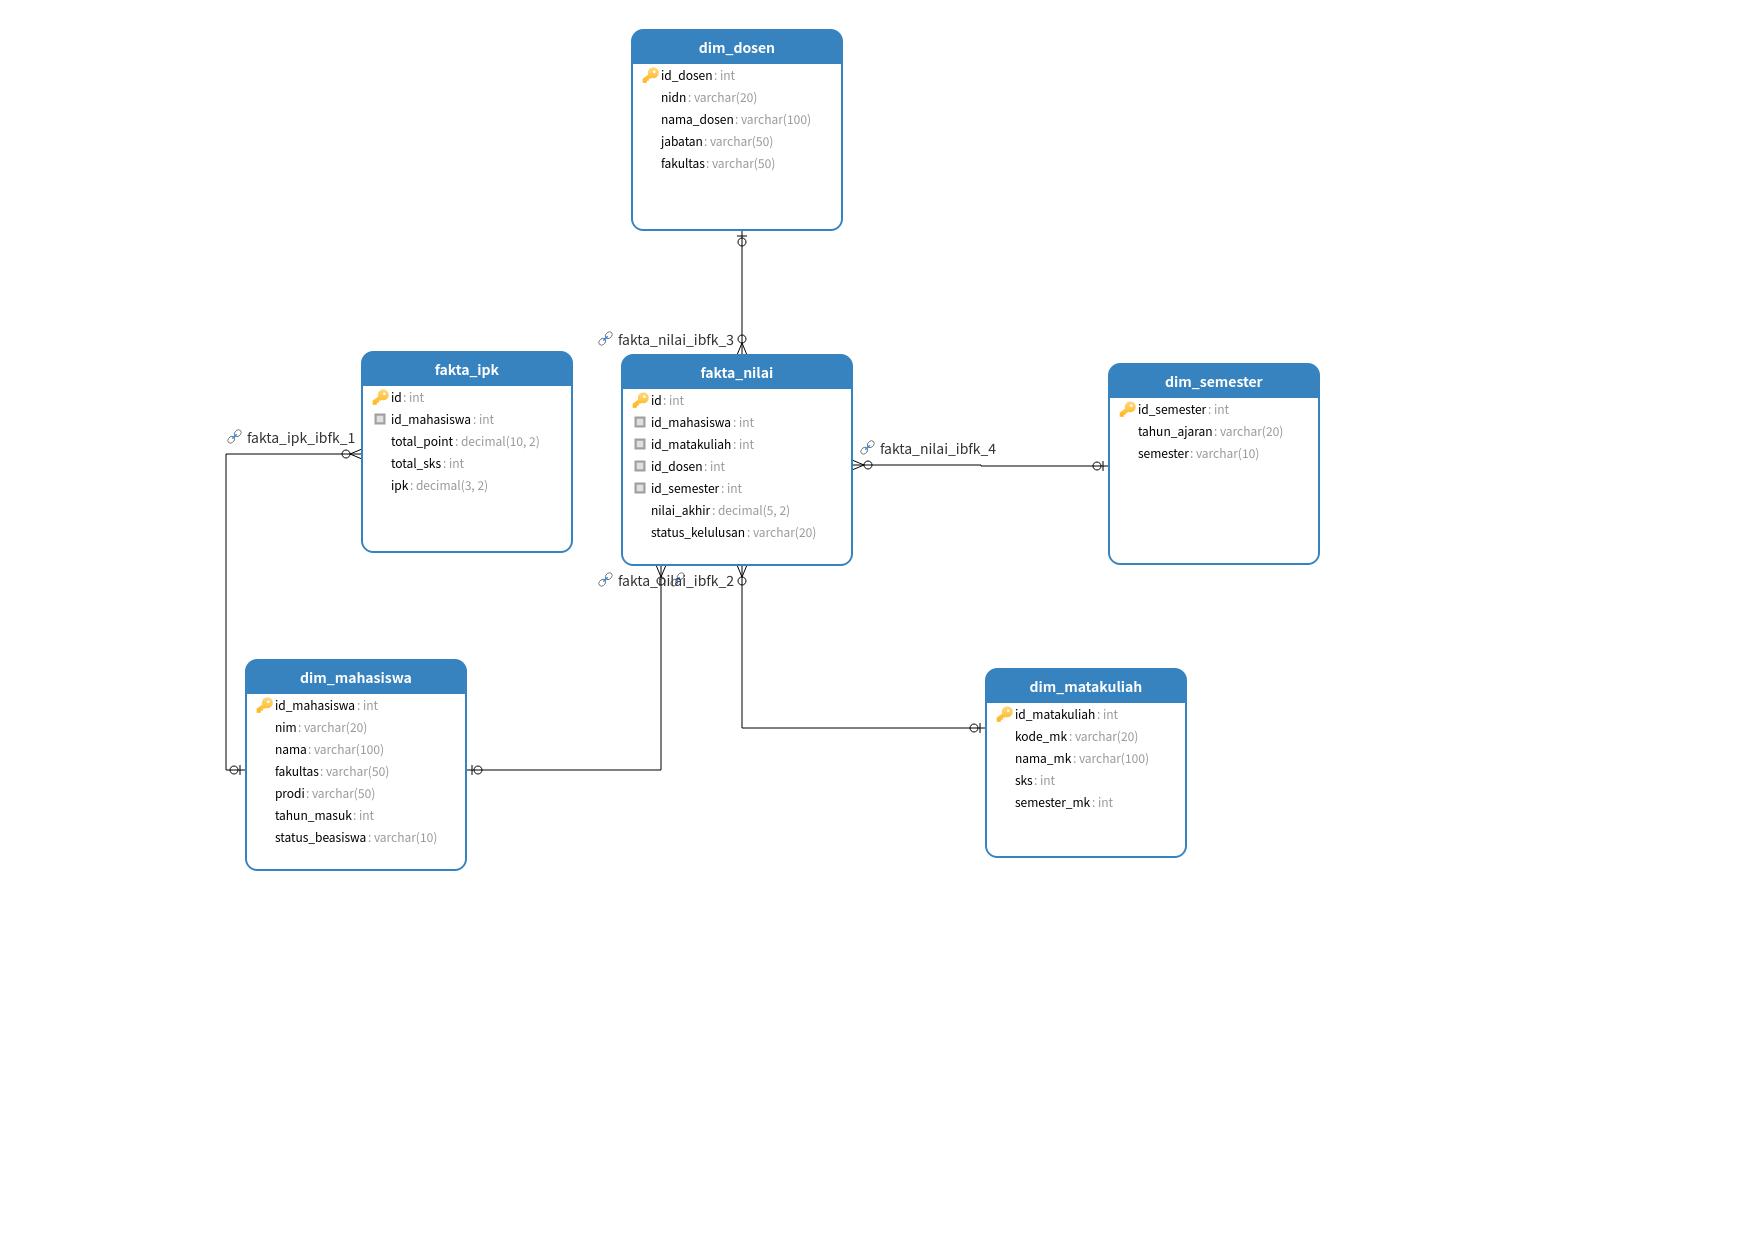 dim_dosen
id_dosen: int
nidn: varchar(20)
nama_dosen: varchar(100)
jabatan: varchar(50)
fakultas: varchar(50)
fakta_nilai_ibfk_3
fakta_ipk
id: int
id_mahasiswa: int
total_point: decimal(10, 2)
total_sks: int
ipk: decimal(3, 2)
fakta_ipk_ibfk_1
fakta_nilai
id: int
id_mahasiswa: int
id_matakuliah: int
id_dosen: int
id_semester: int
nilai_akhir: decimal(5, 2)
status_kelulusan: varchar(20)
fakta_nilai_ibfk_4
dim_semester
id_semester: int
tahun_ajaran: varchar(20)
semester: varchar(10)
fakta_nilai_ibfk_2
dim_mahasiswa
id_mahasiswa: int
nim: varchar(20)
nama: varchar(100)
fakultas: varchar(50)
prodi: varchar(50)
tahun_masuk: int
status_beasiswa: varchar(10)
dim_matakuliah
id_matakuliah: int
kode_mk: varchar(20)
nama_mk: varchar(100)
sks: int
semester_mk: int